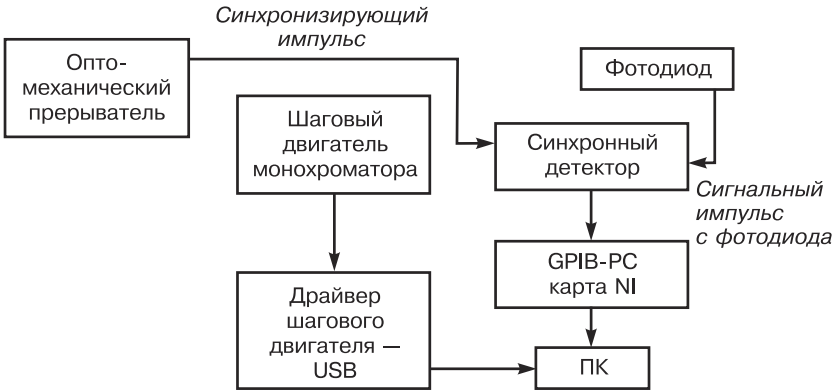 Синхронизирующий
импульс
Опто-
механический
прерыватель
Фотодиод
Шаговый
двигатель
монохроматора
Синхронный
детектор
Сигнальный
импульс
с фотодиода
GPIB-PC
карта NI
Драйвер
шагового
двигателя —
USB
ПК